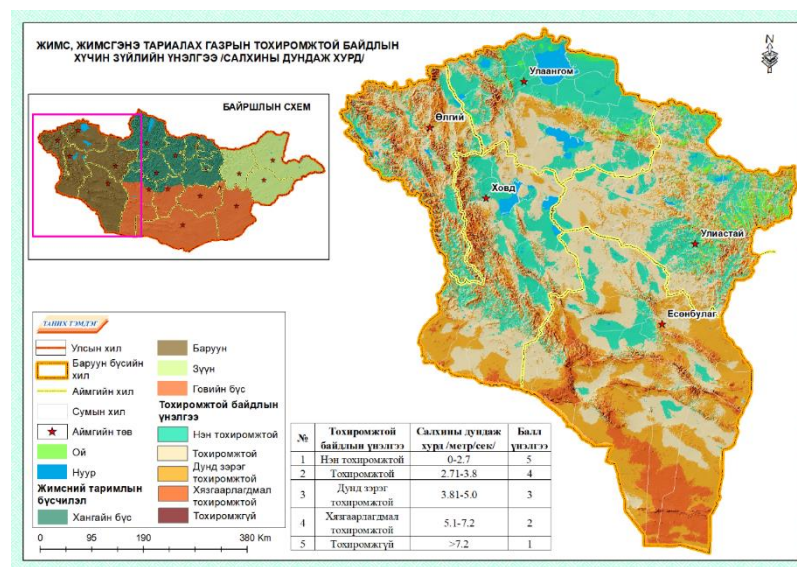 ЖИМС, ЖИМСГЭНЭ ТАРИАЛАХ ГАЗРЫН ТОХИРОМЖТОЙ БАЙДЛЫН
ХҮЧИН ЗҮЙЛИЙН ҮНЭЛГЭЭ /САЛХИНЫ ДУНДАЖ ХУРД/
БАЙРШЛЫН СХЕМ
N
Улаангом
Өлгий
Ховд
Улиастай
Есөнбулаг
ТАНИХ ТЭМДЭГ
Улсын хил
Баруун бүсийн
хил
Аймгийн хил
Сумын хил
Аймгийн төв
Ой
Нуур
Жимсний таримлын
бүсчилэл
Хангайн бүс
Баруун
Зүүн
Говийн бүс
Тохиромжтой байдлын
үнэлгээ
Нэн тохиромжтой
Тохиромжтой
Дунд зэрэг
тохиромжтой
Хязгаарлагдмал
тохиромжтой
Тохиромжгүй
0 95 190 380 Km
№ Тохиромжтой байдлын үнэлгээ Салхины дундаж хурд /метр/сек/ Балл үнэлгээ
1 Нэн тохиромжтой 0-2.7 5
2 Тохиромжтой 2.71-3.8 4
3 Дунд зэрэг тохиромжтой 3.81-5.0 3
4 Хязгаарлагдмал тохиромжтой 5.1-7.2 2
5 Тохиромжгүй >7.2 1